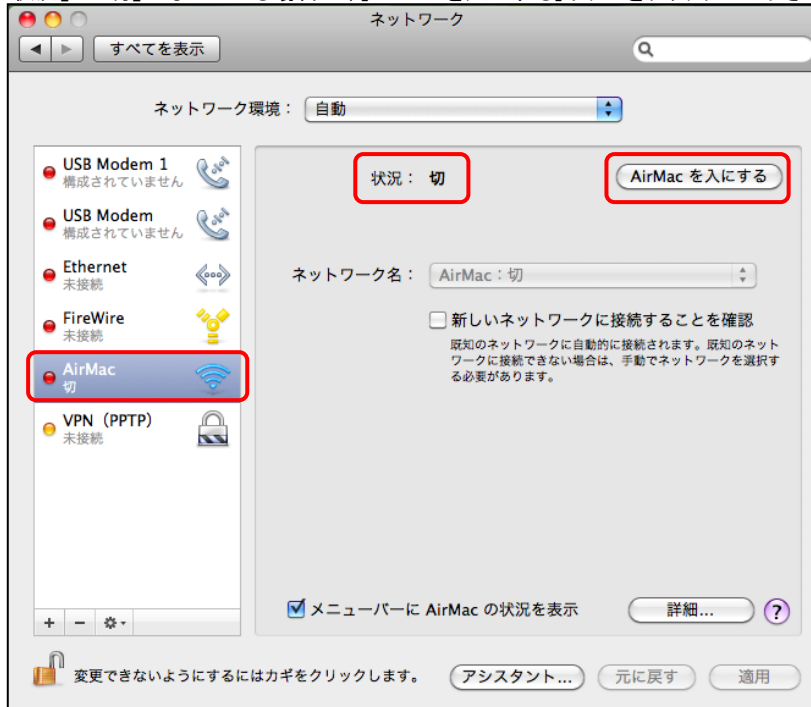 ネットワーク
すべてを表示
ネットワーク環境： 自動
USB Modem 1
構成されていません
USB Modem
構成されていません
Ethernet
未接続
FireWire
未接続
AirMac
切
VPN（PPTP）
未接続
状況： 切
AirMac を入にする
ネットワーク名： AirMac：切
新しいネットワークに接続することを確認
既知のネットワークに自動的に接続されます。既知のネット
ワークに接続できない場合は、手動でネットワークを選択す
る必要があります。
メニューバーに AirMac の状況を表示
詳細... ?
変更できないようにするにはカギをクリックします。
アシスタント... 元に戻す 適用